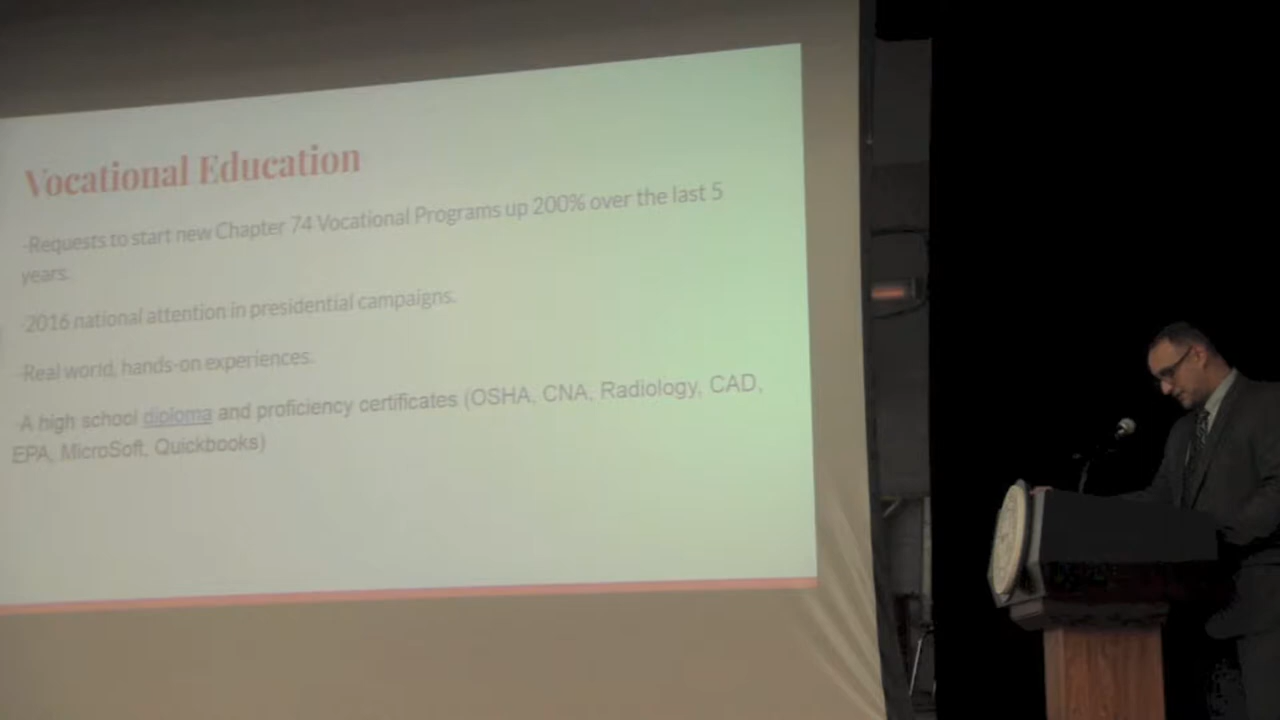 Vocational Education
-Requests to start new Chapter 74 Vocational Programs up 200% over the last 5
years.
-2016 national attention in presidential campaigns.
-Real world, hands-on experiences.
-A high school diploma and proficiency certificates (OSHA, CNA, Radiology, CAD,
EPA, MicroSoft, Quickbooks)